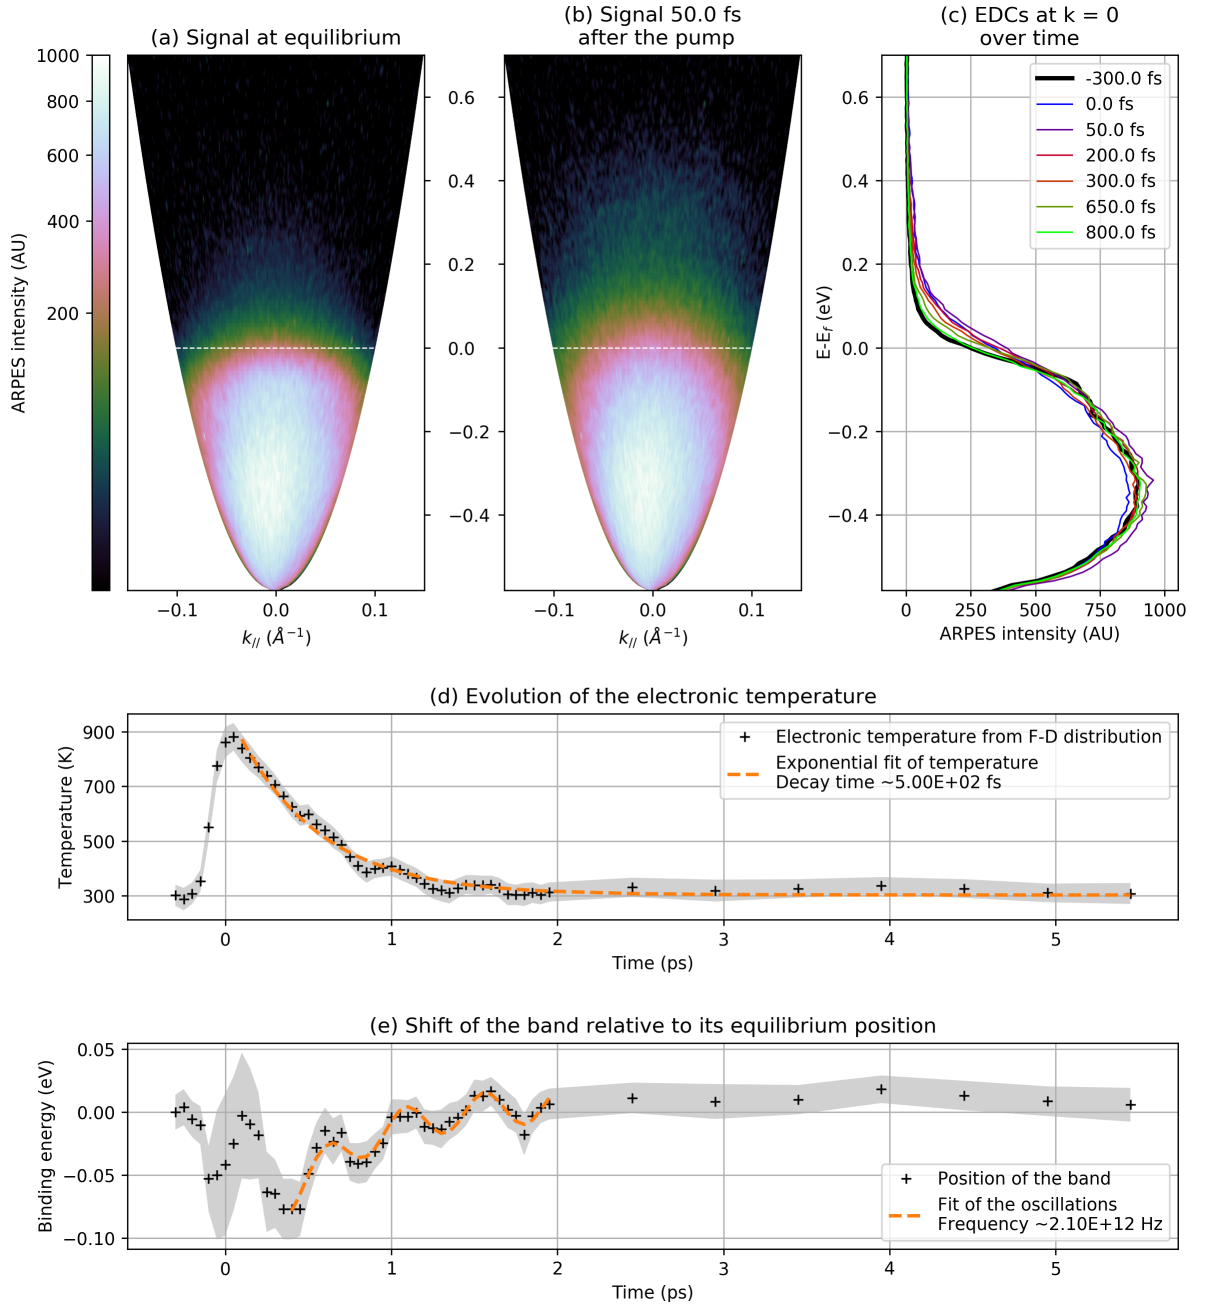 (a) Signal at equilibrium
(b) Signal 50.0 fs
after the pump
(c) EDCs at k = 0
over time
1000
800
600
400
200
ARPES intensity (AU)
−0.1
0.0
0.1
k// (Å⁻¹)
0.6
0.4
0.2
0.0
−0.2
−0.4
−0.1
0.0
0.1
k// (Å⁻¹)
E-Ef (eV)
0.6
0.4
0.2
0.0
−0.2
−0.4
-300.0 fs
0.0 fs
50.0 fs
200.0 fs
300.0 fs
650.0 fs
800.0 fs
0
250
500
750
1000
ARPES intensity (AU)
(d) Evolution of the electronic temperature
Temperature (K)
900
700
500
300
Electronic temperature from F-D distribution
Exponential fit of temperature
Decay time ~5.00E+02 fs
0
1
2
3
4
5
Time (ps)
(e) Shift of the band relative to its equilibrium position
Binding energy (eV)
0.05
0.00
−0.05
−0.10
Position of the band
Fit of the oscillations
Frequency ~2.10E+12 Hz
0
1
2
3
4
5
Time (ps)